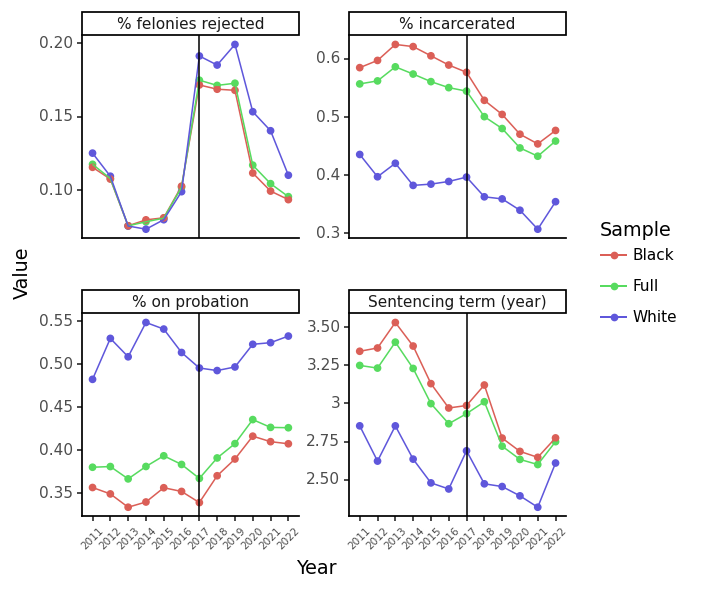 % felonies rejected
% incarcerated
0.20
0.15
0.10
0.6
0.5
0.4
0.3
Value
% on probation
Sentencing term (year)
0.55
0.50
0.45
0.40
0.35
3.50
3.25
3
2.75
2.50
2011 2012 2013 2014 2015 2016 2017 2018 2019 2020 2021 2022
2011 2012 2013 2014 2015 2016 2017 2018 2019 2020 2021 2022
Year
Sample
Black
Full
White